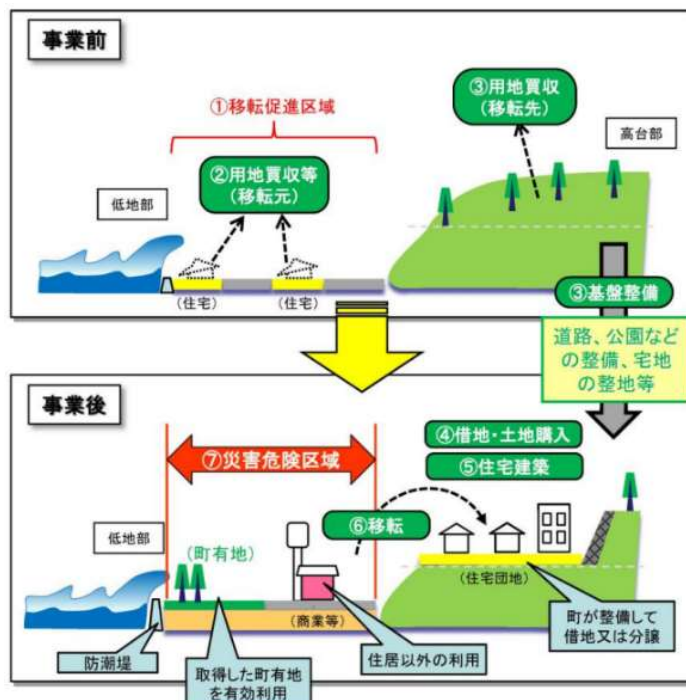 事業前
①移転促進区域
③用地買収
(移転先)
高台部
②用地買収等
(移転元)
低地部
(住宅)
(住宅)
③基盤整備
道路、公園など
の整備、宅地
の整地等
事業後
④借地・土地購入
⑤住宅建築
⑦災害危険区域
⑥移転
低地部
(町有地)
(住宅団地)
(商業等)
町が整備して
借地又は分譲
防潮堤
住居以外の利用
取得した町有地
を有効利用